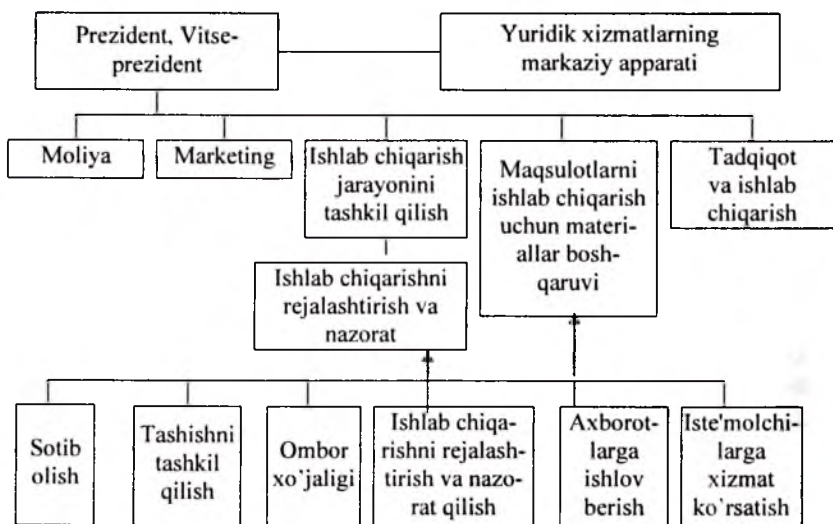 Prezident, Vitse-
prezident
Yuridik xizmatlarning
markaziy apparati
Moliya
Marketing
Ishlab chiqarish
jarayonini
tashkil qilish
Maqsulotlarni
ishlab chiqarish
uchun materi-
allar bosh-
qaruvi
Tadqiqot
va ishlab
chiqarish
Ishlab chiqarishni
rejalashtirish va
nazorat
Sotib
olish
Tashishni
tashkil
qilish
Ombor
xo`jaligi
Ishlab chiqa-
rishni rejalash-
tirish va nazo-
rat qilish
Axborot-
larga
ishlov
berish
Iste'molchi-
larga
xizmat
ko`rsatish